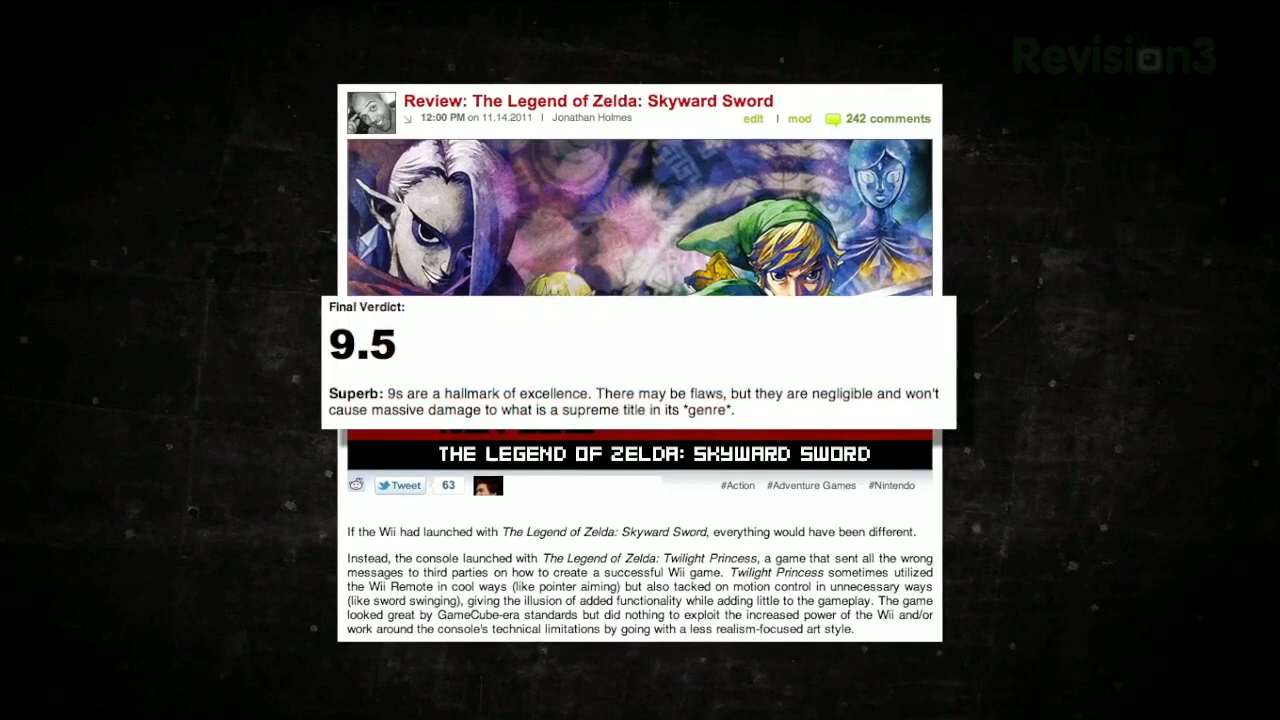 Revision3
Review: The Legend of Zelda: Skyward Sword
12:00 PM on 11.14.2011 | Jonathan Holmes
edit | mod 242 comments
Final Verdict:
9.5
Superb: 9s are a hallmark of excellence. There may be flaws, but they are negligible and won't
cause massive damage to what is a supreme title in its *genre*.
THE LEGEND OF ZELDA: SKYWARD SWORD
Tweet 63
#Action #Adventure Games #Nintendo
If the Wii had launched with The Legend of Zelda: Skyward Sword, everything would have been different.
Instead, the console launched with The Legend of Zelda: Twilight Princess, a game that sent all the wrong
messages to third parties on how to create a successful Wii game. Twilight Princess sometimes utilized
the Wii Remote in cool ways (like pointer aiming) but also tacked on motion control in unnecessary ways
(like sword swinging), giving the illusion of added functionality while adding little to the gameplay. The game
looked great by GameCube-era standards but did nothing to exploit the increased power of the Wii and/or
work around the console's technical limitations by going with a less realism-focused art style.